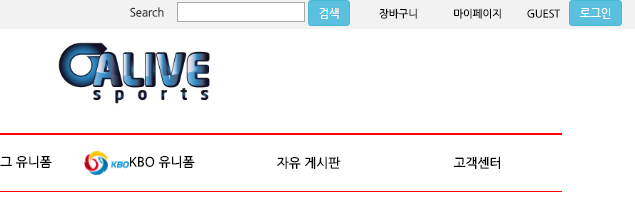 Search 검색 장바구니 마이페이지 GUEST 로그인
ALIVE
sports
그 유니폼 KBO KBO 유니폼 자유 게시판 고객센터